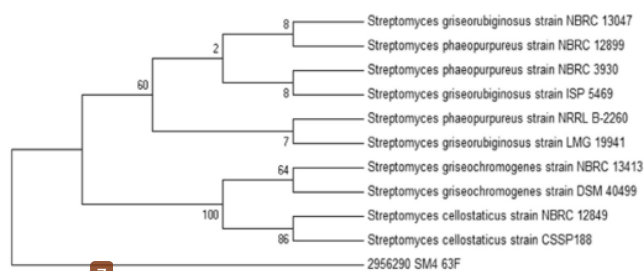 8
Streptomyces griseorubiginosus strain NBRC 13047
2
Streptomyces phaeopurpureus strain NBRC 12899
60
Streptomyces phaeopurpureus strain NBRC 3930
8
Streptomyces griseorubiginosus strain ISP 5469
Streptomyces phaeopurpureus strain NRRL B-2260
7
Streptomyces griseorubiginosus strain LMG 19941
64
Streptomyces griseochromogenes strain NBRC 13413
Streptomyces griseochromogenes strain DSM 40499
100
Streptomyces cellostaticus strain NBRC 12849
86
Streptomyces cellostaticus strain CSSP188
2956290 SM4 63F